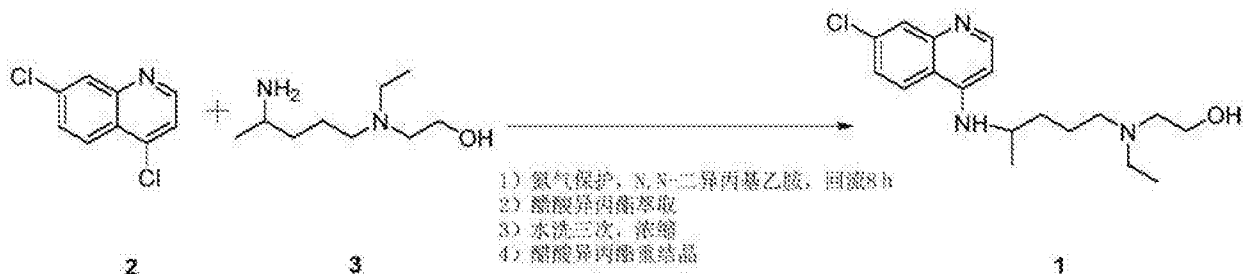 Cl
N
Cl
+
NH₂
N
OH
Cl
N
NH
N
OH
1）氮气保护，N,N-二异丙基乙胺，回流8 h
2）醋酸异丙酯萃取
3）水洗三次，浓缩
4）醋酸异丙酯重结晶
2
3
1